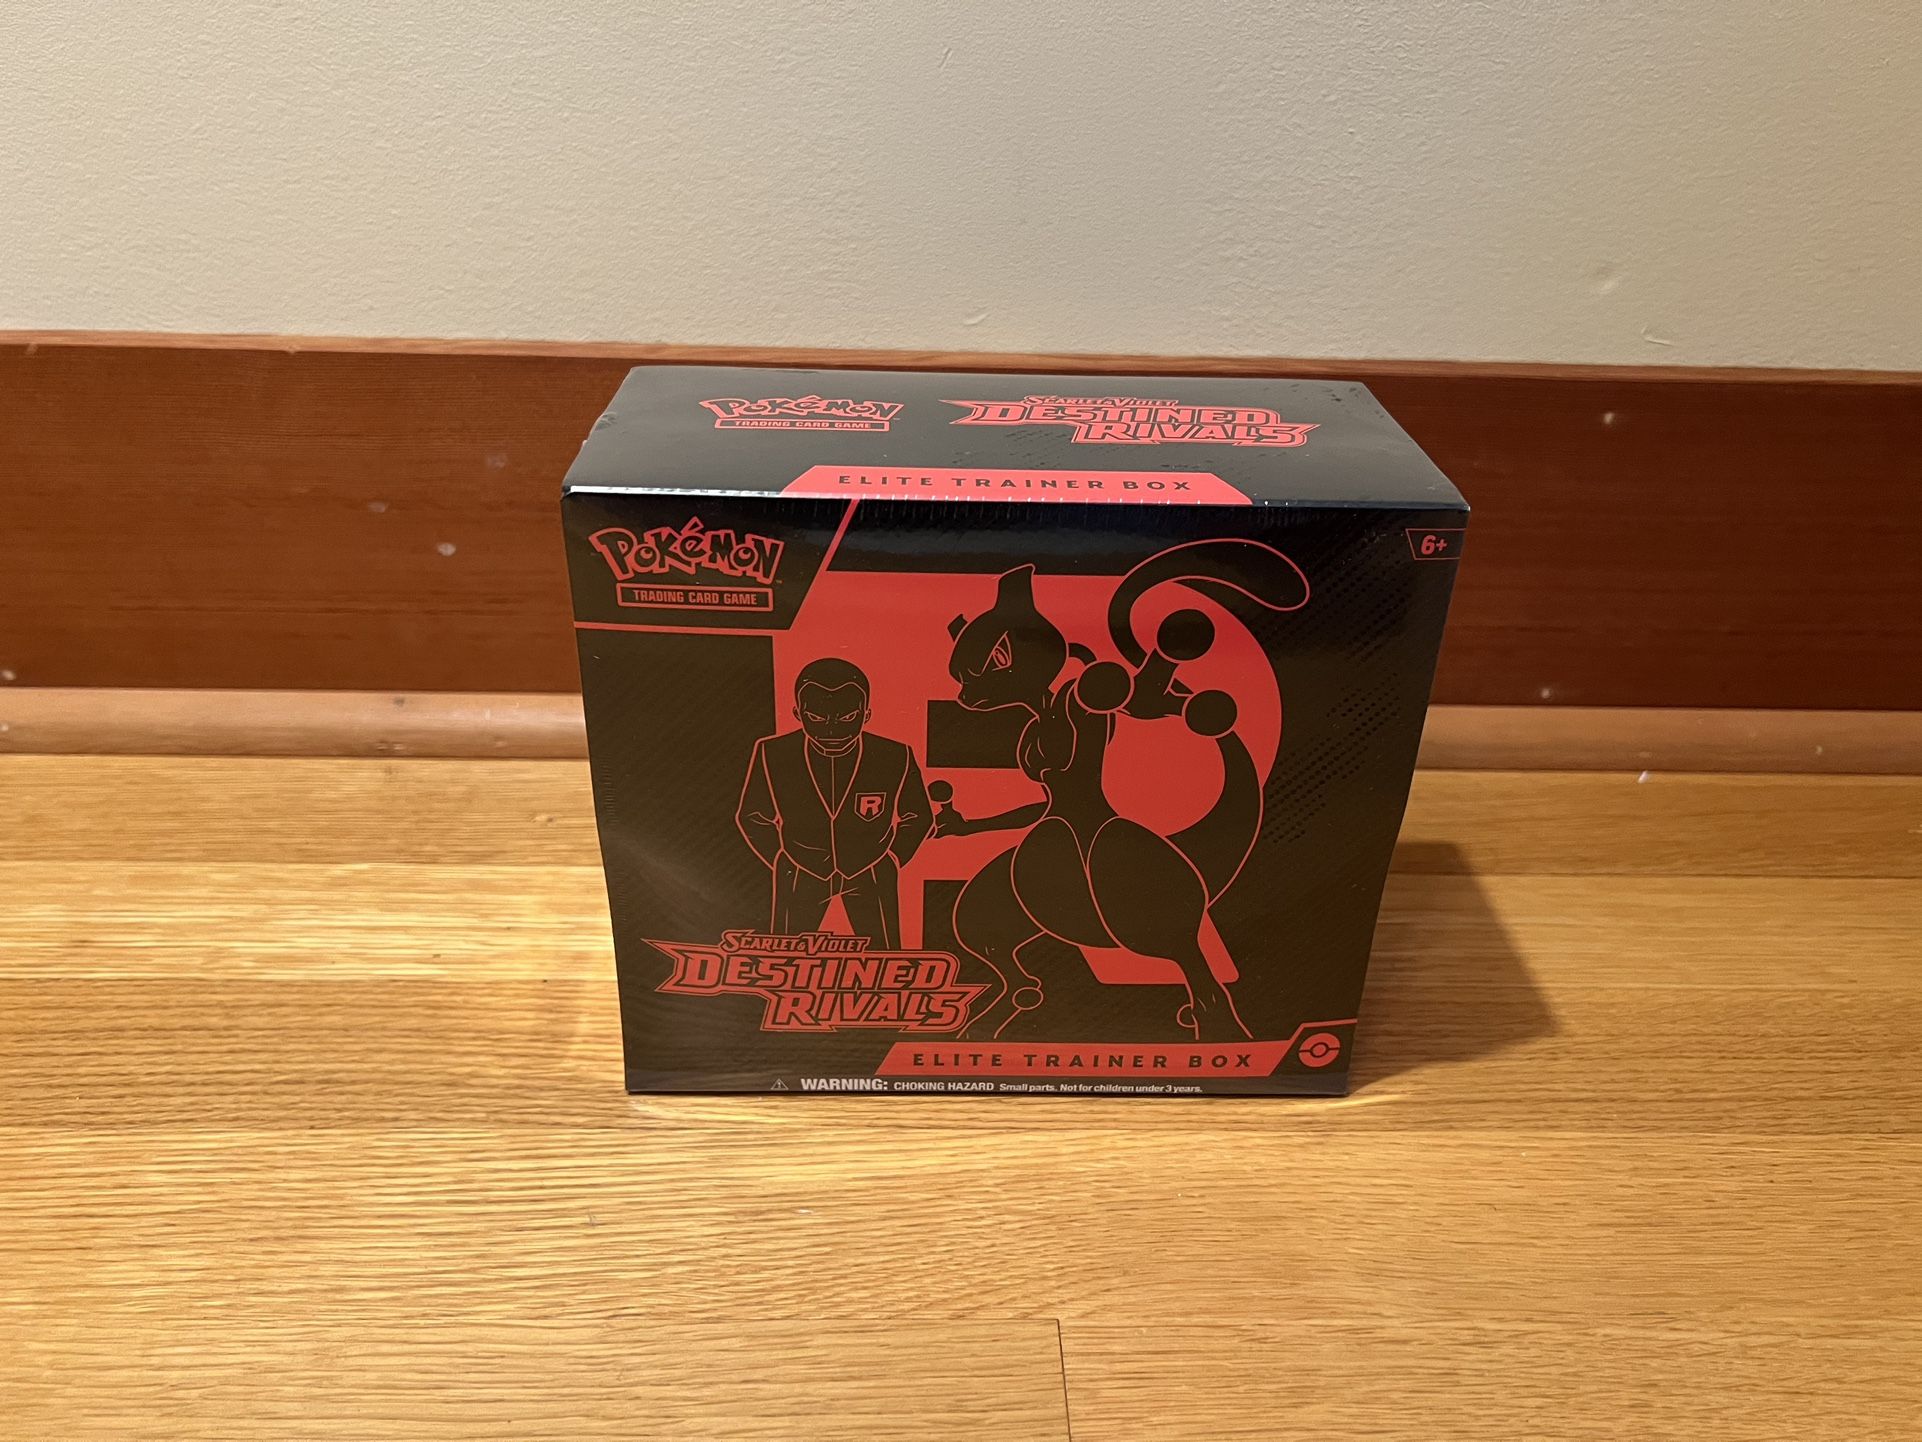 Pokémon
TRADING CARD GAME
SCARLET & VIOLET
DESTINED
RIVALS
ELITE TRAINER BOX
Pokémon
TRADING CARD GAME
6+
R
R
SCARLET & VIOLET
DESTINED
RIVALS
ELITE TRAINER BOX
WARNING: CHOKING HAZARD Small parts. Not for children under 3 years.